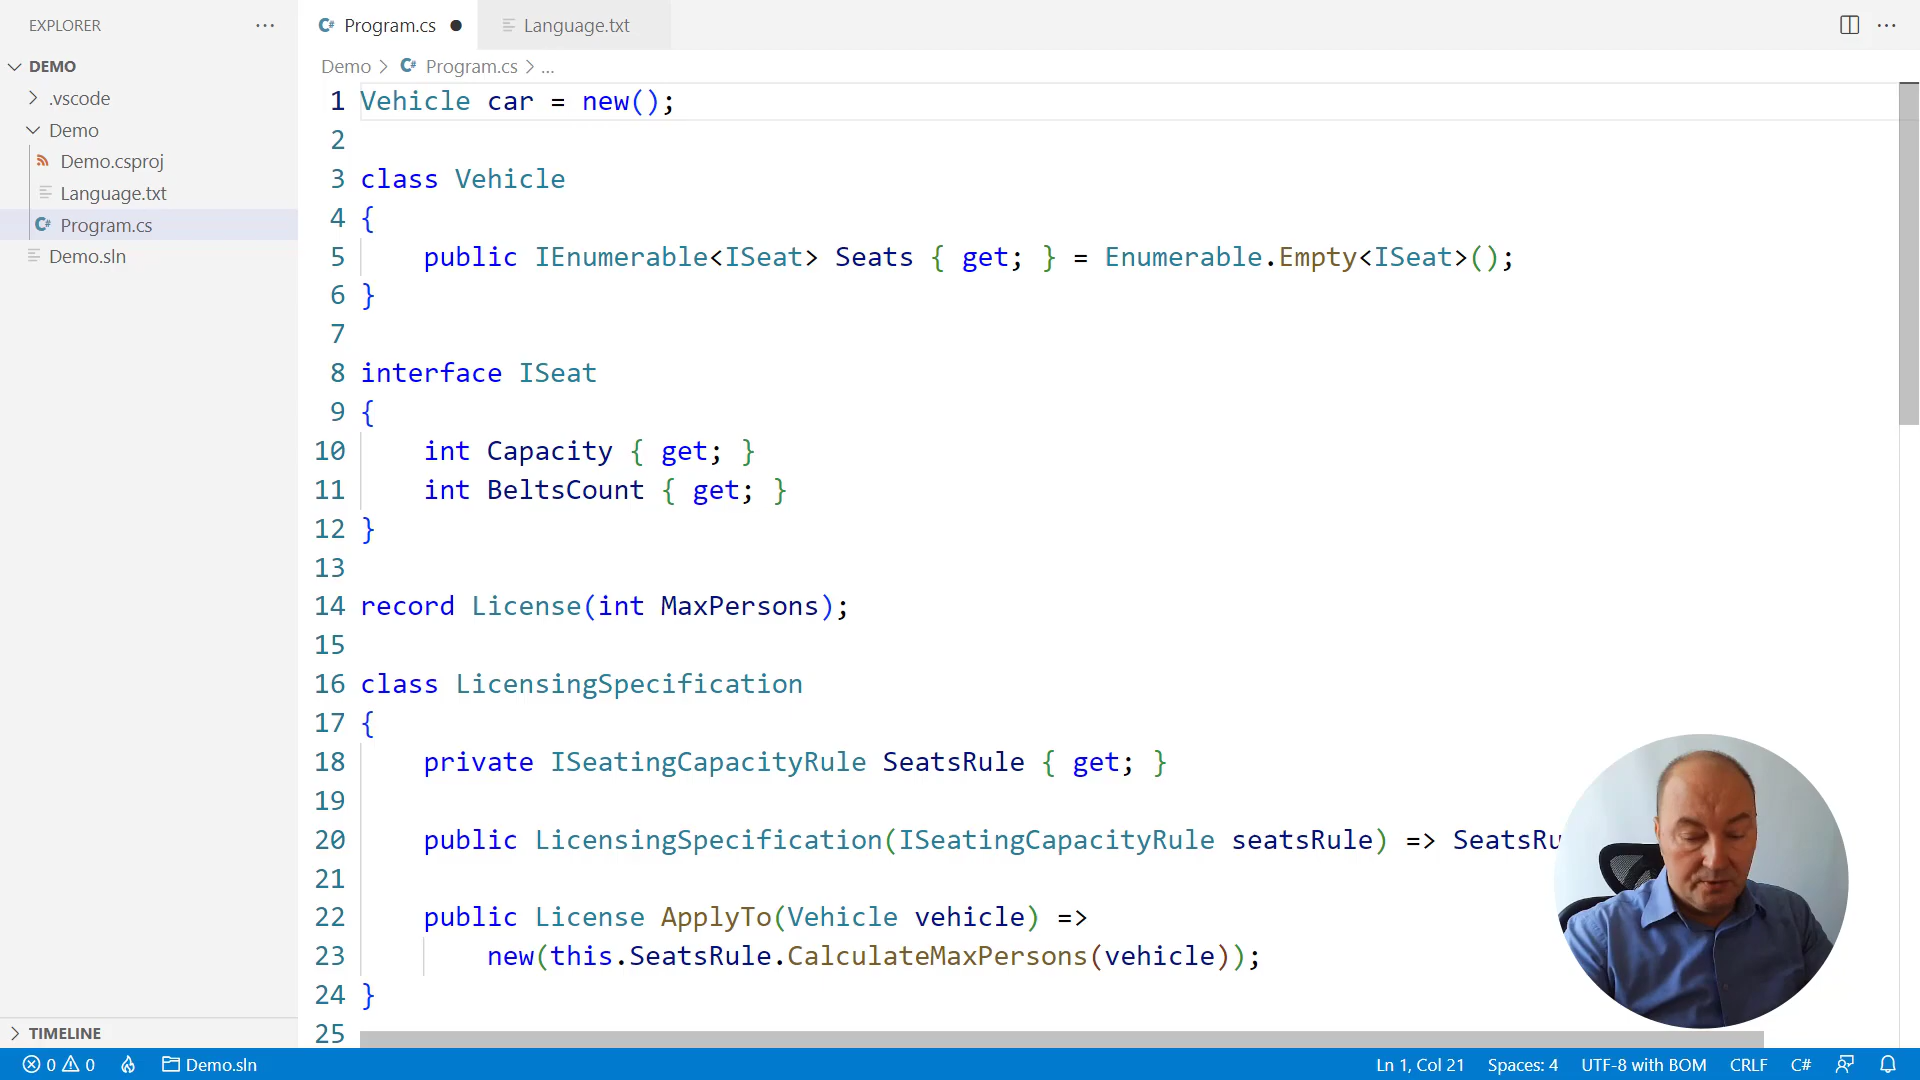 EXPLORER
Program.cs
Language.txt
Demo > Program.cs > ...
DEMO
.vscode
Demo
Demo.csproj
Language.txt
Program.cs
Demo.sln
1 Vehicle car = new();
2
3 class Vehicle
4 {
5 public IEnumerable<ISeat> Seats { get; } = Enumerable.Empty<ISeat>();
6 }
7
8 interface ISeat
9 {
10 int Capacity { get; }
11 int BeltsCount { get; }
12 }
13
14 record License(int MaxPersons);
15
16 class LicensingSpecification
17 {
18 private ISeatingCapacityRule SeatsRule { get; }
19
20 public LicensingSpecification(ISeatingCapacityRule seatsRule) => SeatsRu
21
22 public License ApplyTo(Vehicle vehicle) =>
23 new(this.SeatsRule.CalculateMaxPersons(vehicle));
24 }
25
TIMELINE
0 0 Demo.sln Ln 1, Col 21 Spaces: 4 UTF-8 with BOM CRLF C#